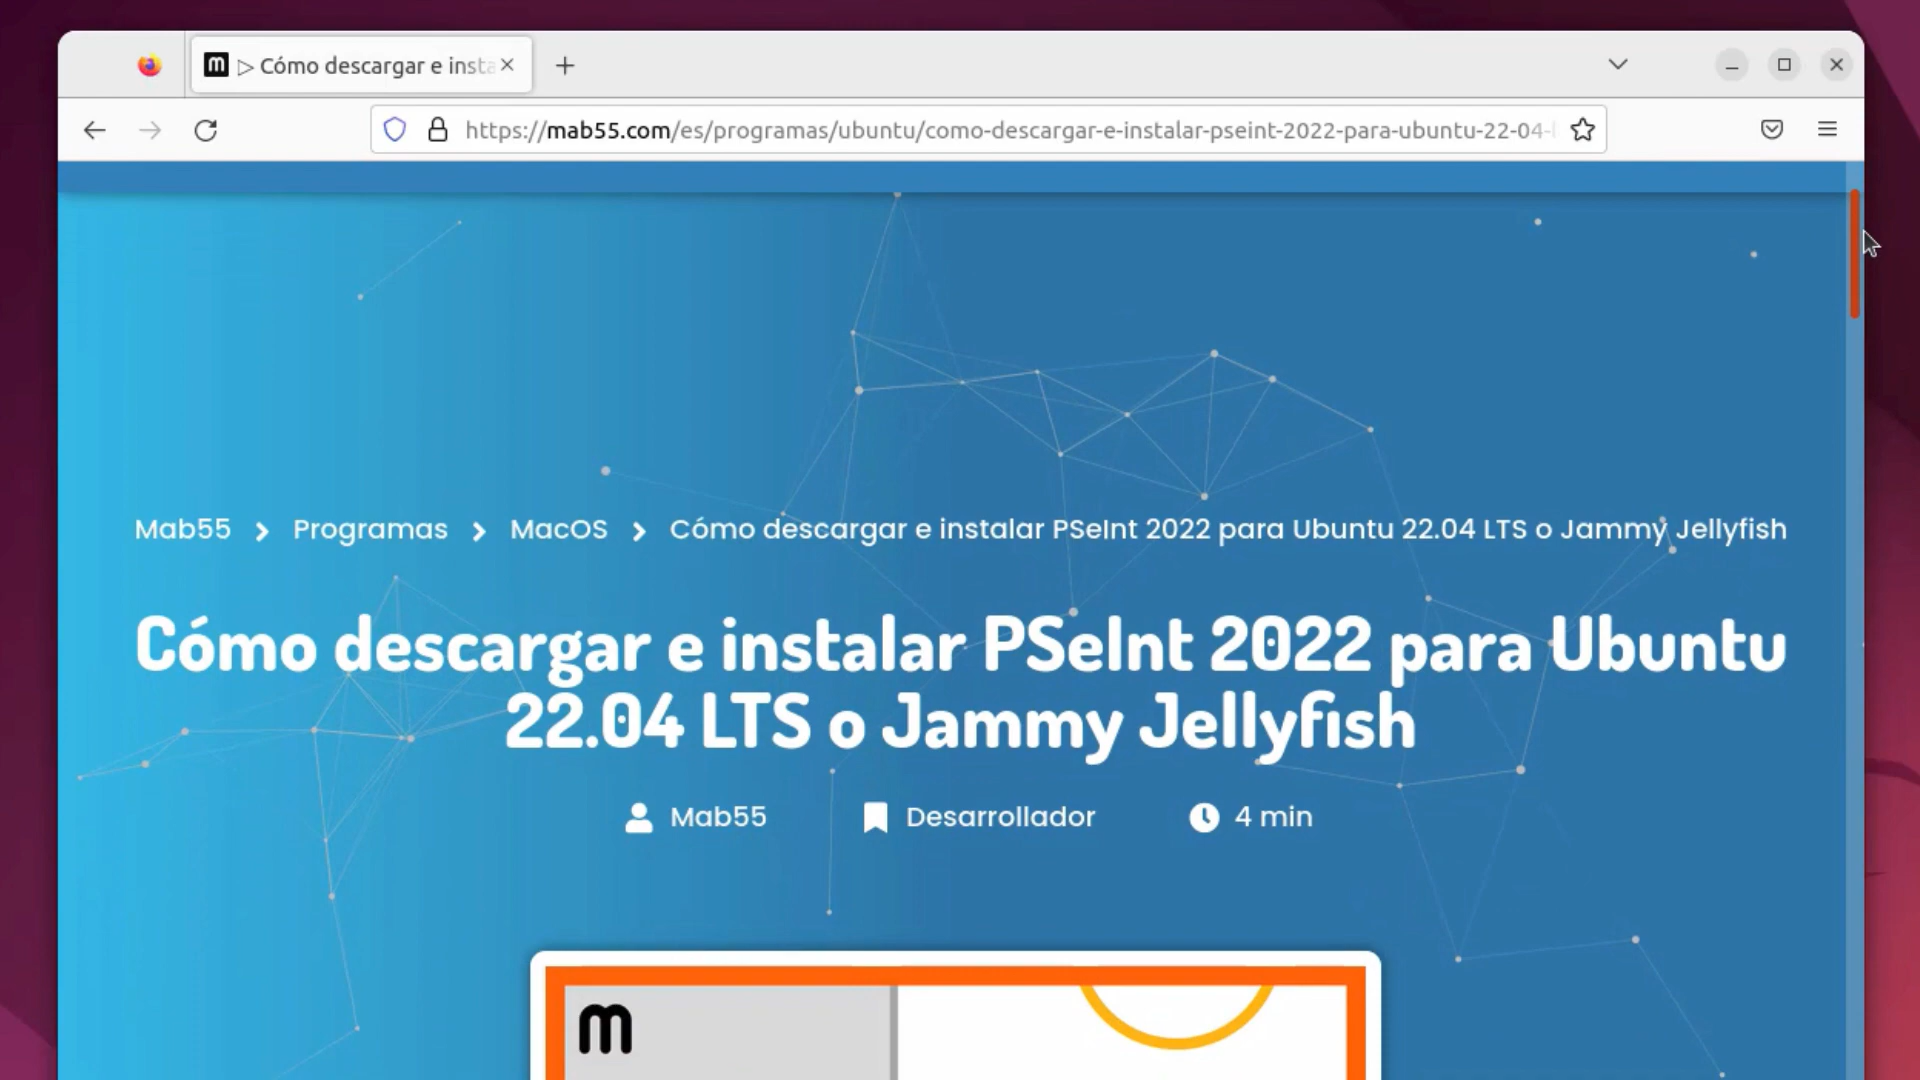 m ▷ Cómo descargar e insta
https://mab55.com/es/programas/ubuntu/como-descargar-e-instalar-pseint-2022-para-ubuntu-22-04-l
Mab55 Programas MacOS Cómo descargar e instalar PSeInt 2022 para Ubuntu 22.04 LTS o Jammy Jellyfish
Cómo descargar e instalar PSeInt 2022 para Ubuntu
22.04 LTS o Jammy Jellyfish
Mab55 Desarrollador 4 min
m